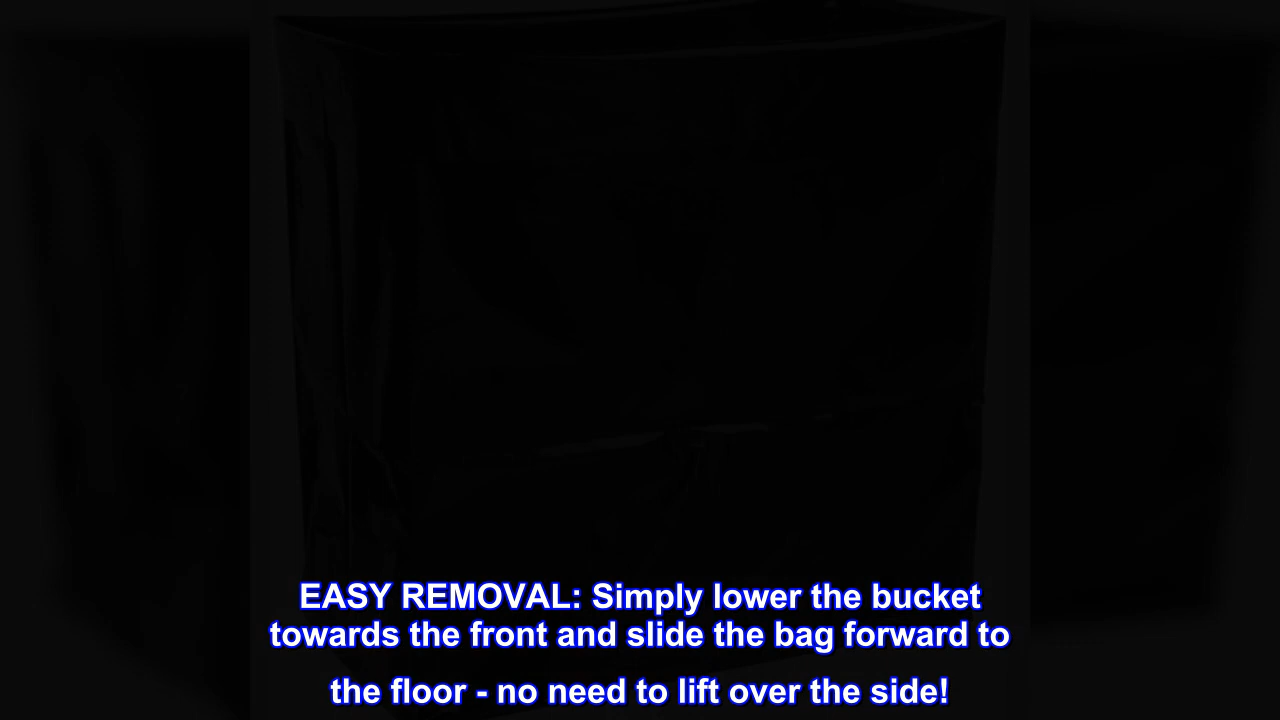 EASY REMOVAL: Simply lower the bucket
towards the front and slide the bag forward to
the floor - no need to lift over the side!